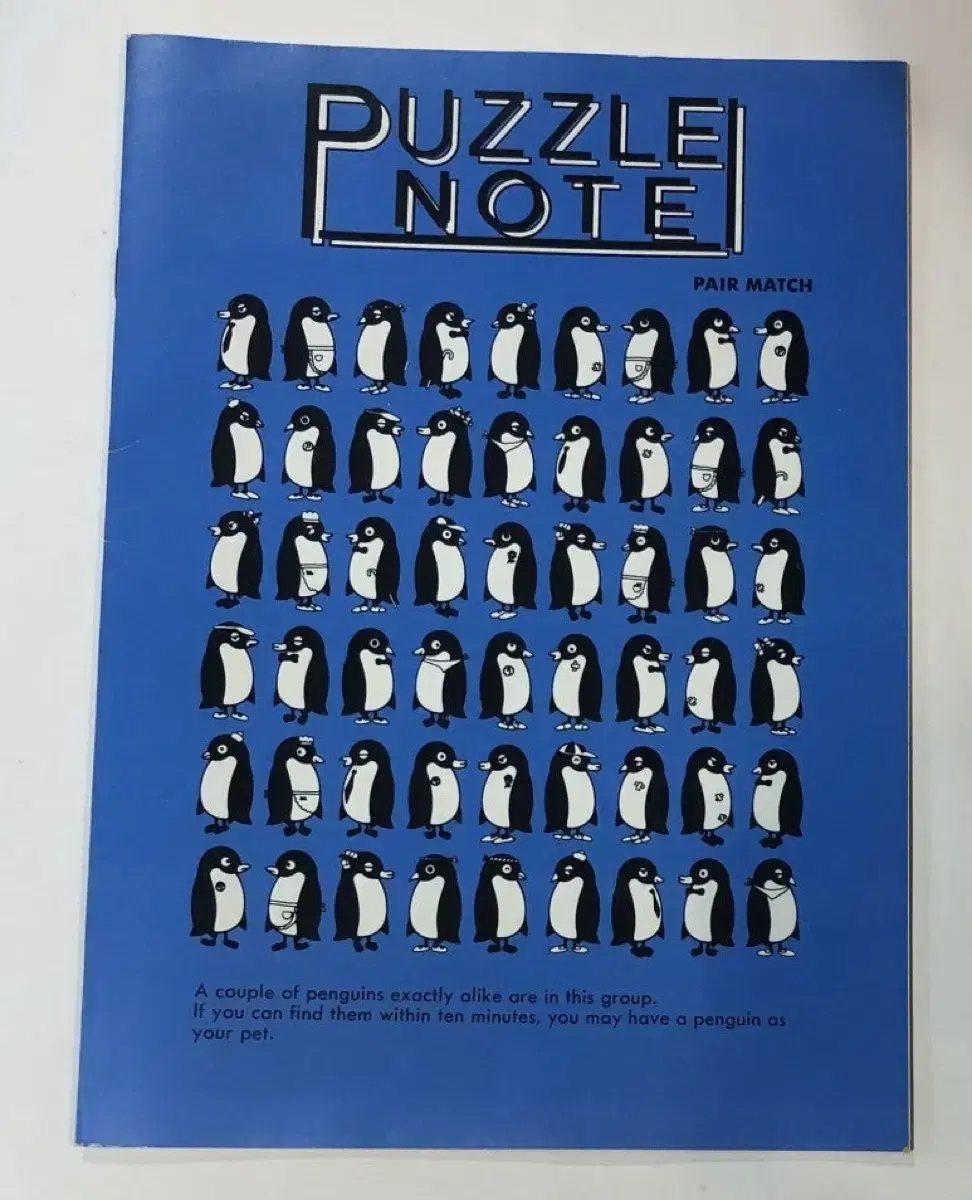 PUZZLE
NOTE
PAIR MATCH
A couple of penguins exactly alike are in this group.
If you can find them within ten minutes, you may have a penguin as
your pet.